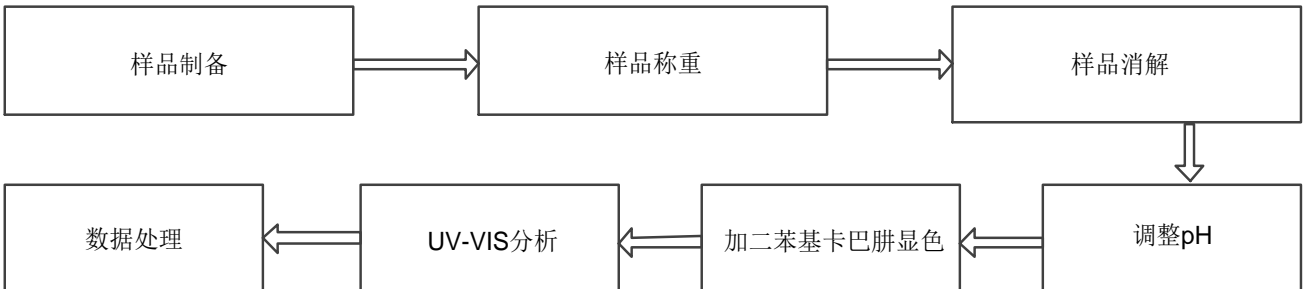 样品制备
样品称重
样品消解
调整pH
加二苯基卡巴肼显色
UV-VIS分析
数据处理